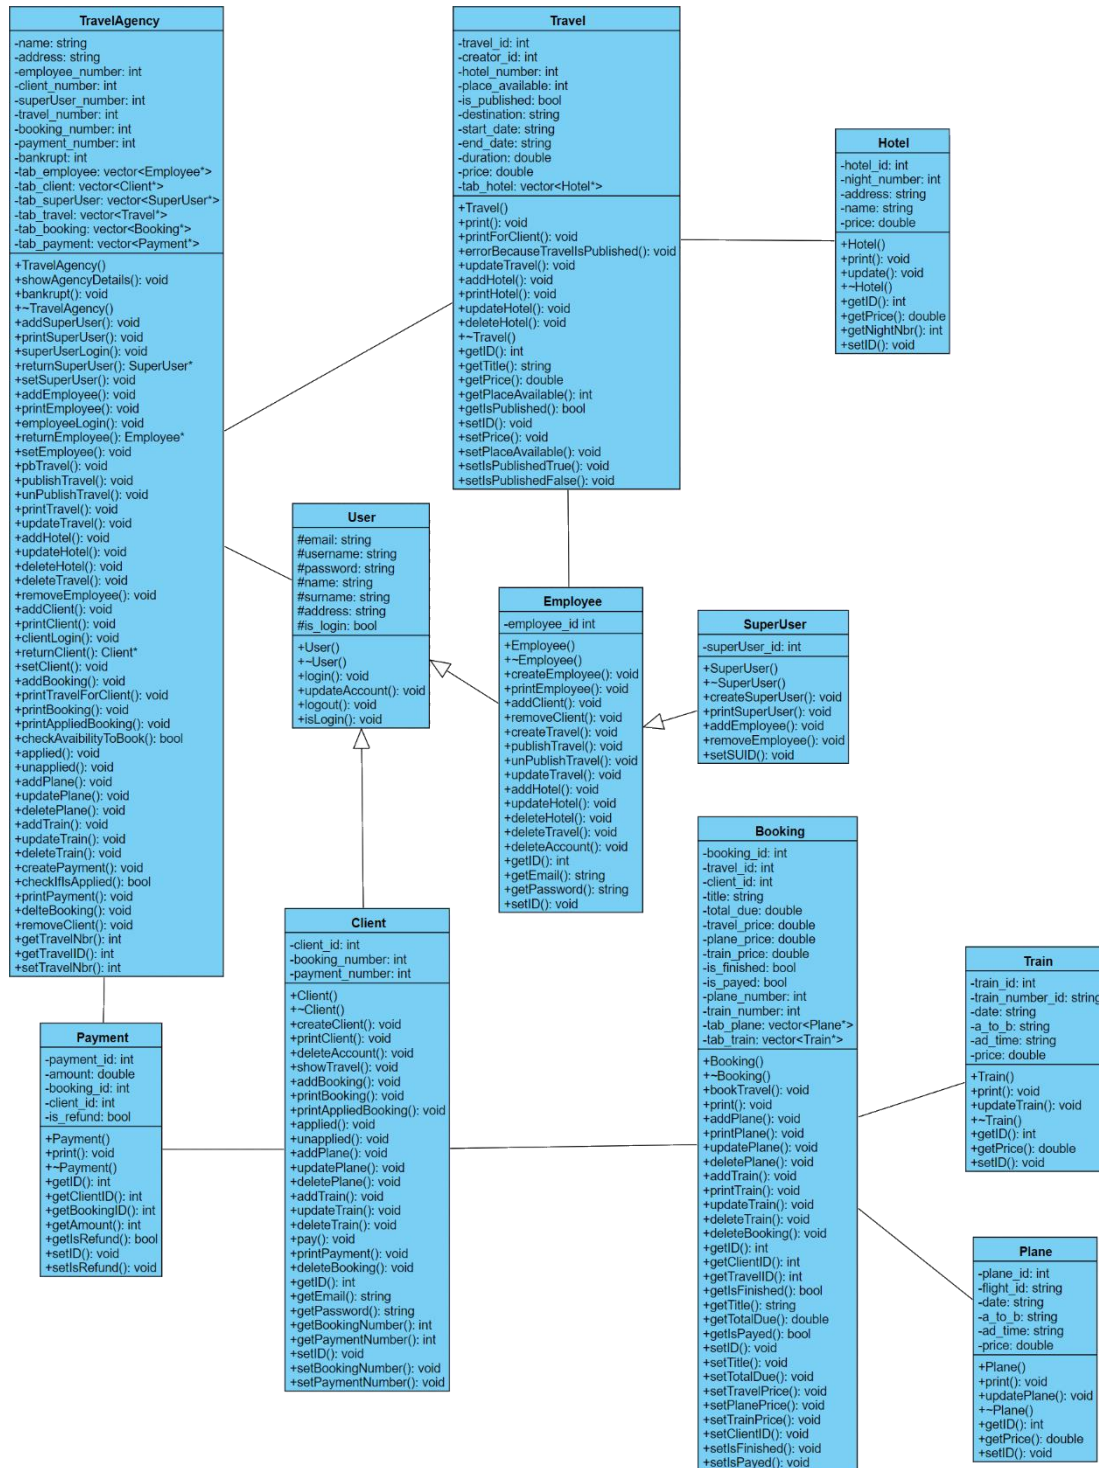 TravelAgency
-name: string
-address: string
-employee_number: int
-client_number: int
-superUser_number: int
-travel_number: int
-booking_number: int
-payment_number: int
-bankrupt: int
-tab_employee: vector<Employee*>
-tab_client: vector<Client*>
-tab_superUser: vector<SuperUser*>
-tab_travel: vector<Travel*>
-tab_booking: vector<Booking*>
-tab_payment: vector<Payment*>
+TravelAgency()
+showAgencyDetails(): void
+bankrupt(): void
+~TravelAgency()
+addSuperUser(): void
+printSuperUser(): void
+superUserLogin(): void
+returnSuperUser(): SuperUser*
+setSuperUser(): void
+addEmployee(): void
+printEmployee(): void
+employeeLogin(): void
+returnEmployee(): Employee*
+setEmployee(): void
+pbTravel(): void
+publishTravel(): void
+unPublishTravel(): void
+printTravel(): void
+updateTravel(): void
+addHotel(): void
+updateHotel(): void
+deleteHotel(): void
+deleteTravel(): void
+removeEmployee(): void
+addClient(): void
+printClient(): void
+clientLogin(): void
+returnClient(): Client*
+setClient(): void
+addBooking(): void
+printTravelForClient(): void
+printBooking(): void
+printAppliedBooking(): void
+checkAvaibilityToBook(): bool
+applied(): void
+unapplied(): void
+addPlane(): void
+updatePlane(): void
+deletePlane(): void
+addTrain(): void
+updateTrain(): void
+deleteTrain(): void
+createPayment(): void
+checkIfIsApplied(): bool
+printPayment(): void
+delteBooking(): void
+removeClient(): void
+getTravelNbr(): int
+getTravelID(): int
+setTravelNbr(): int
Travel
-travel_id: int
-creator_id: int
-hotel_number: int
-place_available: int
-is_published: bool
-destination: string
-start_date: string
-end_date: string
-duration: double
-price: double
-tab_hotel: vector<Hotel*>
+Travel()
+print(): void
+printForClient(): void
+errorBecauseTravelIsPublished(): void
+updateTravel(): void
+addHotel(): void
+printHotel(): void
+updateHotel(): void
+deleteHotel(): void
+~Travel()
+getID(): int
+getTitle(): string
+getPrice(): double
+getPlaceAvailable(): int
+getIsPublished(): bool
+setID(): void
+setPrice(): void
+setPlaceAvailable(): void
+setIsPublishedTrue(): void
+setIsPublishedFalse(): void
Hotel
-hotel_id: int
-night_number: int
-address: string
-name: string
-price: double
+Hotel()
+print(): void
+update(): void
+~Hotel()
+getID(): int
+getPrice(): double
+getNightNbr(): int
+setID(): void
User
#email: string
#username: string
#password: string
#name: string
#surname: string
#address: string
#is_login: bool
+User()
+~User()
+login(): void
+updateAccount(): void
+logout(): void
+isLogin(): void
Employee
-employee_id int
+Employee()
+~Employee()
+createEmployee(): void
+printEmployee(): void
+addClient(): void
+removeClient(): void
+createTravel(): void
+publishTravel(): void
+unPublishTravel(): void
+updateTravel(): void
+addHotel(): void
+updateHotel(): void
+deleteHotel(): void
+deleteTravel(): void
+deleteAccount(): void
+getID(): int
+getEmail(): string
+getPassword(): string
+setID(): void
SuperUser
-superUser_id: int
+SuperUser()
+~SuperUser()
+createSuperUser(): void
+printSuperUser(): void
+addEmployee(): void
+removeEmployee(): void
+setSUID(): void
Booking
-booking_id: int
-travel_id: int
-client_id: int
-title: string
-total_due: double
-travel_price: double
-plane_price: double
-train_price: double
-is_finished: bool
-is_payed: bool
-plane_number: int
-train_number: int
-tab_plane: vector<Plane*>
-tab_train: vector<Train*>
+Booking()
+~Booking()
+bookTravel(): void
+print(): void
+addPlane(): void
+printPlane(): void
+updatePlane(): void
+deletePlane(): void
+addTrain(): void
+printTrain(): void
+updateTrain(): void
+deleteTrain(): void
+deleteBooking(): void
+getID(): int
+getClientID(): int
+getTravelID(): int
+getIsFinished(): bool
+getTitle(): string
+getTotalDue(): double
+getIsPayed(): bool
+setID(): void
+setTitle(): void
+setTotalDue(): void
+setTravelPrice(): void
+setPlanePrice(): void
+setTrainPrice(): void
+setClientID(): void
+setIsFinished(): void
+setIsPayed(): void
Client
-client_id: int
-booking_number: int
-payment_number: int
+Client()
+~Client()
+createClient(): void
+printClient(): void
+deleteAccount(): void
+showTravel(): void
+addBooking(): void
+printBooking(): void
+printAppliedBooking(): void
+applied(): void
+unapplied(): void
+addPlane(): void
+updatePlane(): void
+deletePlane(): void
+addTrain(): void
+updateTrain(): void
+deleteTrain(): void
+pay(): void
+printPayment(): void
+deleteBooking(): void
+getID(): int
+getEmail(): string
+getPassword(): string
+getBookingNumber(): int
+getPaymentNumber(): int
+setID(): void
+setBookingNumber(): void
+setPaymentNumber(): void
Train
-train_id: int
-train_number_id: string
-date: string
-a_to_b: string
-ad_time: string
-price: double
+Train()
+print(): void
+updateTrain(): void
+~Train()
+getID(): int
+getPrice(): double
+setID(): void
Payment
-payment_id: int
-amount: double
-booking_id: int
-client_id: int
-is_refund: bool
+Payment()
+print(): void
+~Payment()
+getID(): int
+getClientID(): int
+getBookingID(): int
+getAmount(): int
+getIsRefund(): bool
+setID(): void
+setIsRefund(): void
Plane
-plane_id: int
-flight_id: string
-date: string
-a_to_b: string
-ad_time: string
-price: double
+Plane()
+print(): void
+updatePlane(): void
+~Plane()
+getID(): int
+getPrice(): double
+setID(): void